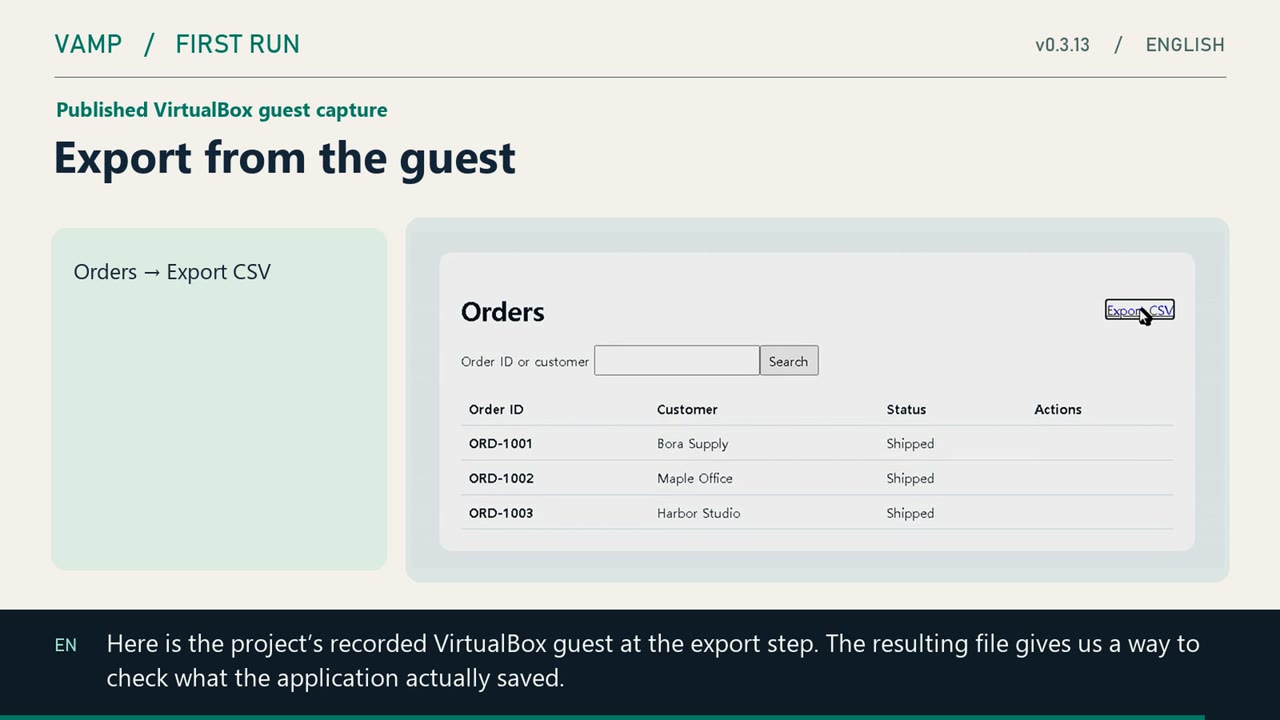 VAMP / FIRST RUN
v0.3.13 / ENGLISH
Published VirtualBox guest capture
Export from the guest
Orders → Export CSV
Orders
Export CSV
Order ID or customer
Search
Order ID Customer Status Actions
ORD-1001 Bora Supply Shipped
ORD-1002 Maple Office Shipped
ORD-1003 Harbor Studio Shipped
EN
Here is the project’s recorded VirtualBox guest at the export step. The resulting file gives us a way to
check what the application actually saved.